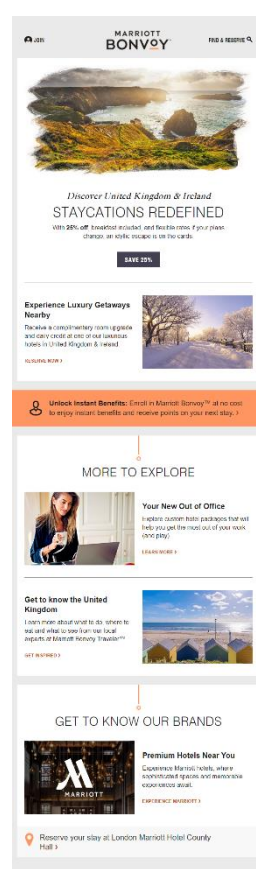 JOIN
MARRIOTT
BONVOY
FIND & RESERVE
Discover United Kingdom & Ireland
STAYCATIONS REDEFINED
With 25% off, breakfast included, and flexible rates if your plans
change, an idyllic escape is on the cards.
SAVE 25%
Experience Luxury Getaways
Nearby
Receive a complimentary room upgrade
and daily credit at one of our luxurious
hotels in United Kingdom & Ireland
RESERVE NOW ›
Unlock Instant Benefits: Enroll in Marriott Bonvoy™ at no cost
to enjoy instant benefits and receive points on your next stay. ›
MORE TO EXPLORE
Your New Out of Office
Explore custom hotel packages that will
help you get the most out of your work
(and play)
LEARN MORE ›
Get to know the United
Kingdom
Learn more about what to do, where to
eat and what to see from our local
experts at Marriott Bonvoy Traveler™
GET INSPIRED ›
GET TO KNOW OUR BRANDS
MARRIOTT
Premium Hotels Near You
Experience Marriott hotels, where
sophisticated spaces and memorable
experiences await.
EXPERIENCE MARRIOTT ›
Reserve your stay at London Marriott Hotel County
Hall ›